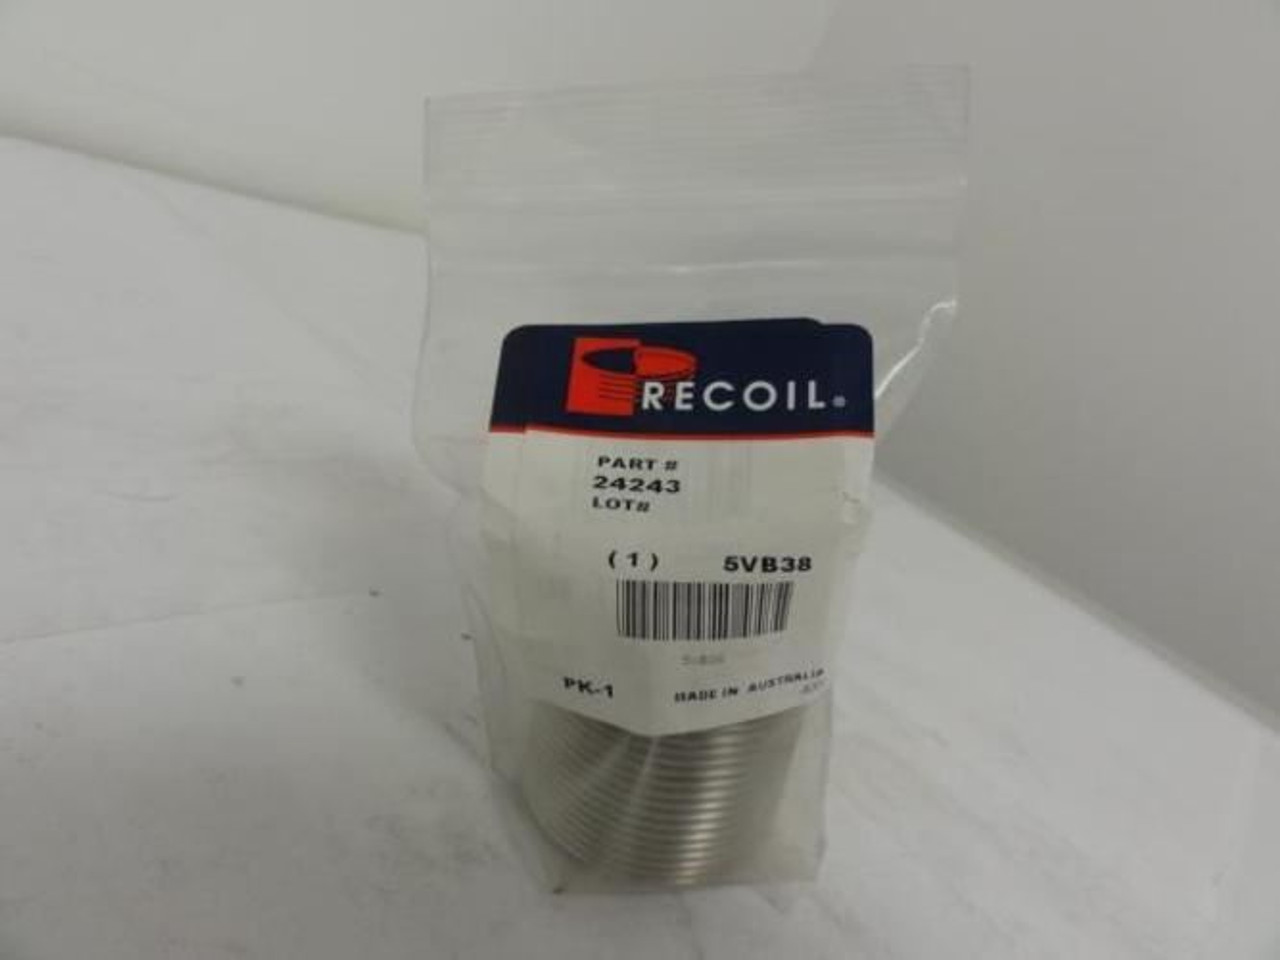 RECOIL®
PART #
24243
LOT#
(1) 5VB38
PK-1 MADE IN AUSTRALIA